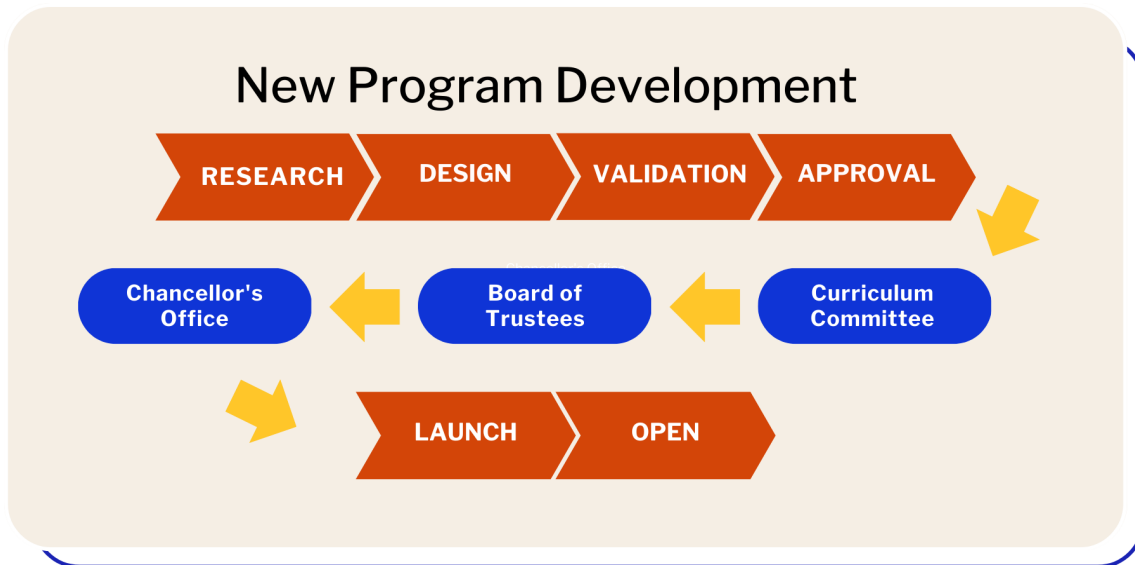 New Program Development
RESEARCH
DESIGN
VALIDATION
APPROVAL
Curriculum
Committee
Board of
Trustees
Chancellor's
Office
LAUNCH
OPEN